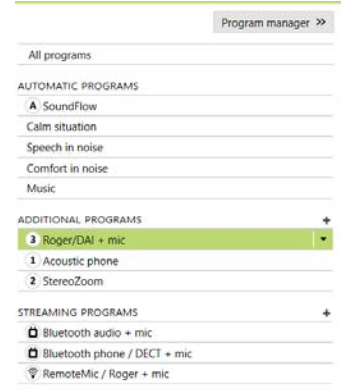 Program manager »
All programs
AUTOMATIC PROGRAMS
A SoundFlow
Calm situation
Speech in noise
Comfort in noise
Music
ADDITIONAL PROGRAMS +
3 Roger/DAI + mic
1 Acoustic phone
2 StereoZoom
STREAMING PROGRAMS +
Bluetooth audio + mic
Bluetooth phone / DECT + mic
RemoteMic / Roger + mic